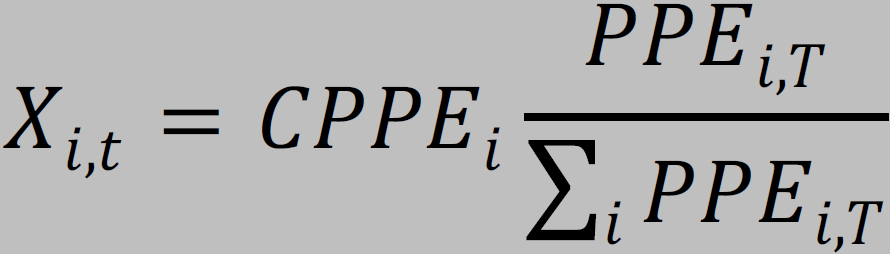 X_{i,t} = CPPE_i \frac{PPE_{i,T}}{\sum_i PPE_{i,T}}